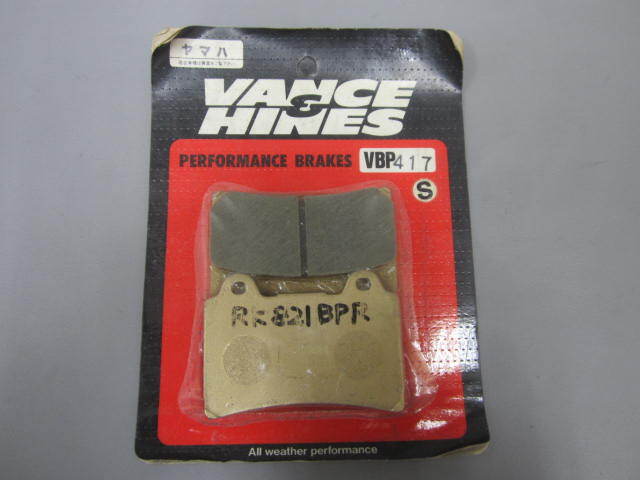 ヤマハ
VANCE
&
HINES
PERFORMANCE BRAKES VBP417
S
RK821BPR
All weather performance